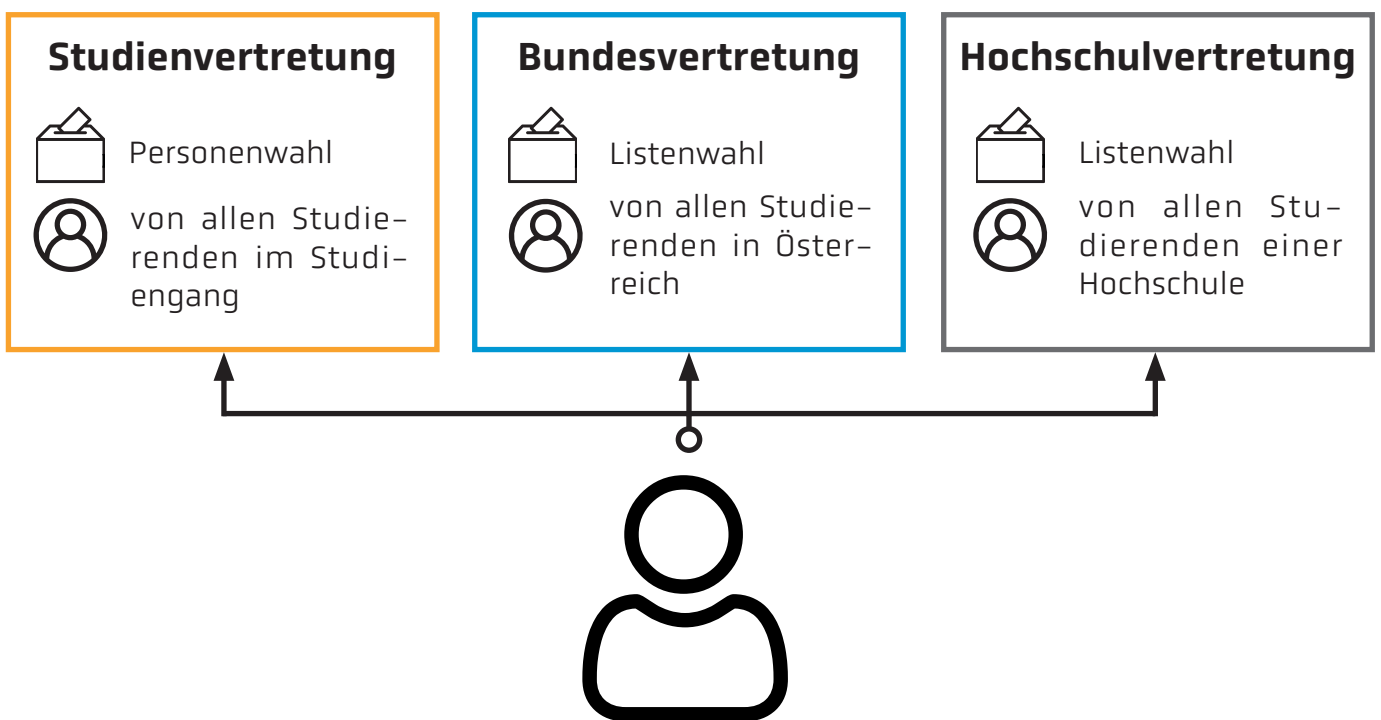 Studienvertretung
Personenwahl
von allen Studie–
renden im Studi–
engang
Bundesvertretung
Listenwahl
von allen Studie–
renden in Öster–
reich
Hochschulvertretung
Listenwahl
von allen Stu–
dierenden einer
Hochschule